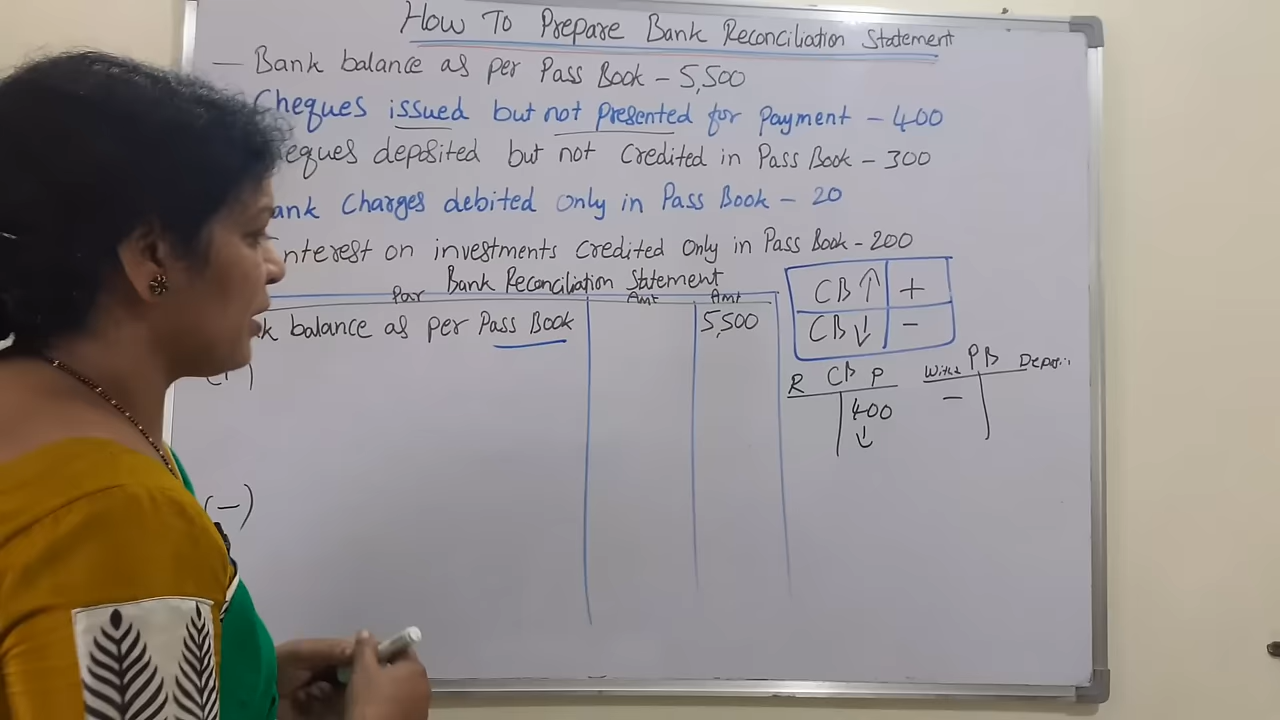 How To Prepare Bank Reconciliation Statement
— Bank balance as per Pass Book - 5,500
Cheques issued but not presented for payment - 400
eques deposited but not credited in Pass Book - 300
ank charges debited only in Pass Book - 20
nterest on investments credited only in Pass Book - 200
Bank Reconciliation Statement
Par Amt Amt
k balance as per Pass Book 5,500
(-)
CB ↑ +
CB ↓ -
R CB P
400
↓
PB
-